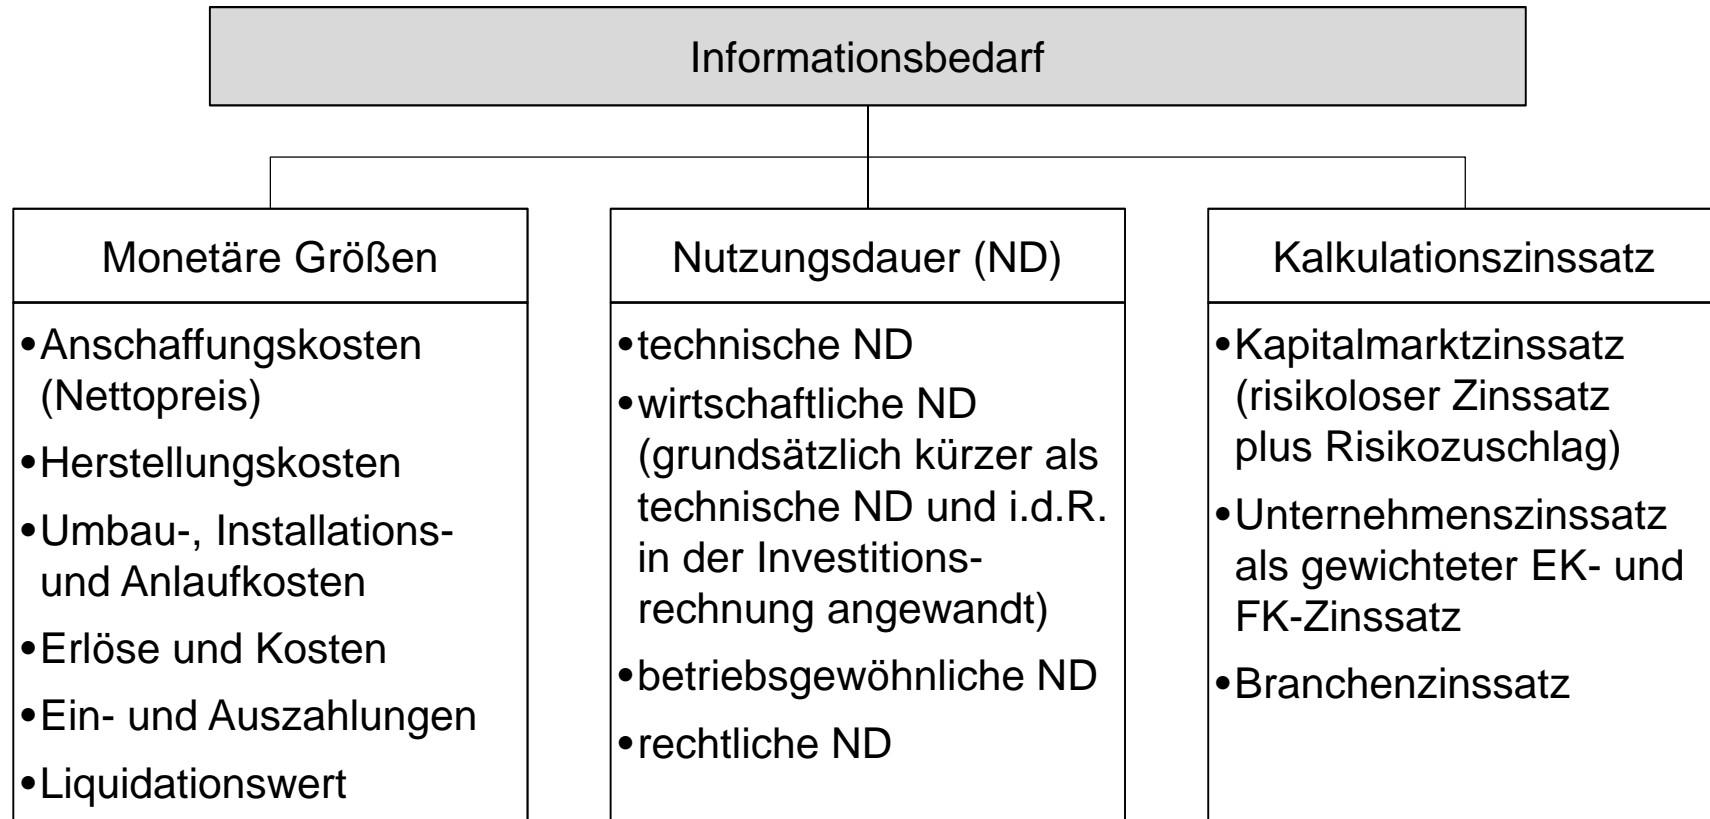 Informationsbedarf
Monetäre Größen
•Anschaffungskosten
(Nettopreis)
•Herstellungskosten
•Umbau-, Installations-
und Anlaufkosten
•Erlöse und Kosten
•Ein- und Auszahlungen
•Liquidationswert
Nutzungsdauer (ND)
•technische ND
•wirtschaftliche ND
(grundsätzlich kürzer als
technische ND und i.d.R.
in der Investitions-
rechnung angewandt)
•betriebsgewöhnliche ND
•rechtliche ND
Kalkulationszinssatz
•Kapitalmarktzinssatz
(risikoloser Zinssatz
plus Risikozuschlag)
•Unternehmenszinssatz
als gewichteter EK- und
FK-Zinssatz
•Branchenzinssatz